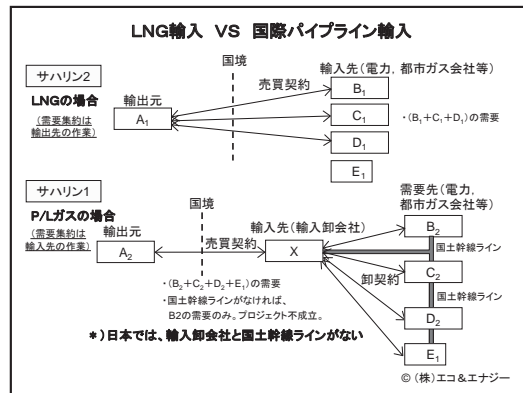 LNG輸入 VS 国際パイプライン輸入
国境
輸入先（電力，都市ガス会社等）
サハリン2
LNGの場合
（需要集約は
輸出先の作業）
輸出元
A₁
売買契約
B₁
C₁
・（B₁＋C₁＋D₁）の需要
D₁
E₁
サハリン1
P/Lガスの場合
（需要集約は
輸入先の作業）
輸出元
A₂
国境
売買契約
輸入先（輸入卸会社）
X
需要先（電力，
都市ガス会社等）
B₂
国土幹線ライン
卸契約
C₂
国土幹線ライン
D₂
E₁
・（B₂＋C₂＋D₂＋E₁）の需要
・国土幹線ラインがなければ、
B2の需要のみ。プロジェクト不成立。
＊）日本では、輸入卸会社と国土幹線ラインがない
©（株）エコ＆エナジー